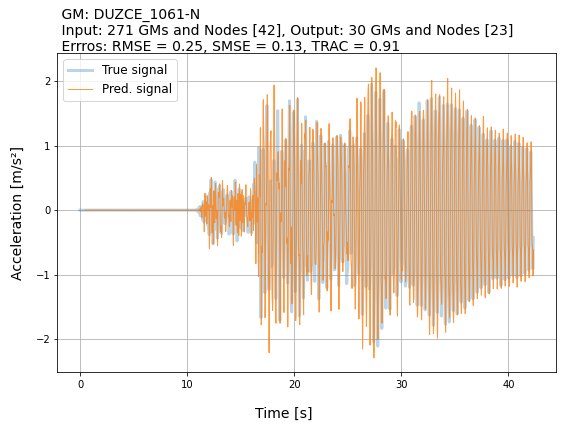 GM: DUZCE_1061-N
Input: 271 GMs and Nodes [42], Output: 30 GMs and Nodes [23]
Errros: RMSE = 0.25, SMSE = 0.13, TRAC = 0.91
True signal
Pred. signal
Acceleration [m/s²]
2
1
0
−1
−2
0 10 20 30 40
Time [s]